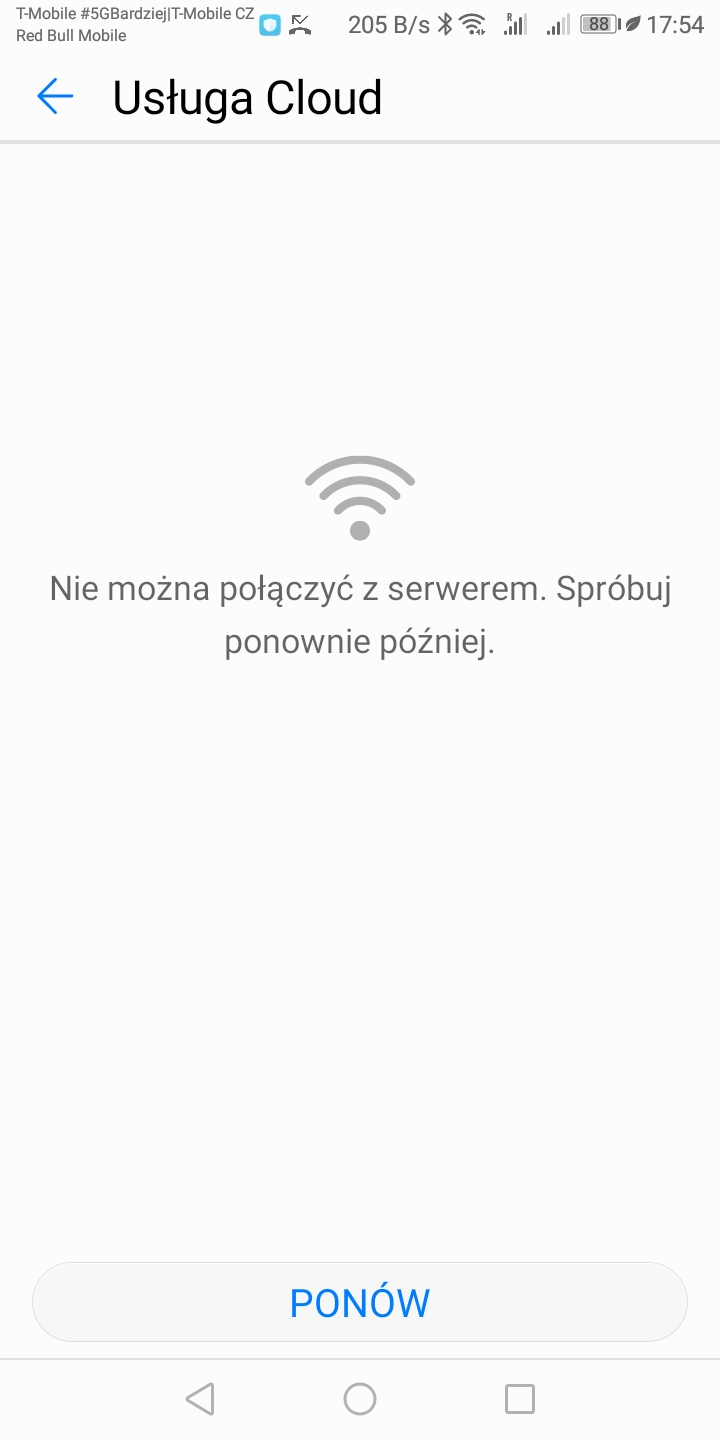 T-Mobile #5GBardziej|T-Mobile CZ
Red Bull Mobile
205 B/s R 88 17:54
Usługa Cloud
Nie można połączyć z serwerem. Spróbuj
ponownie później.
PONÓW